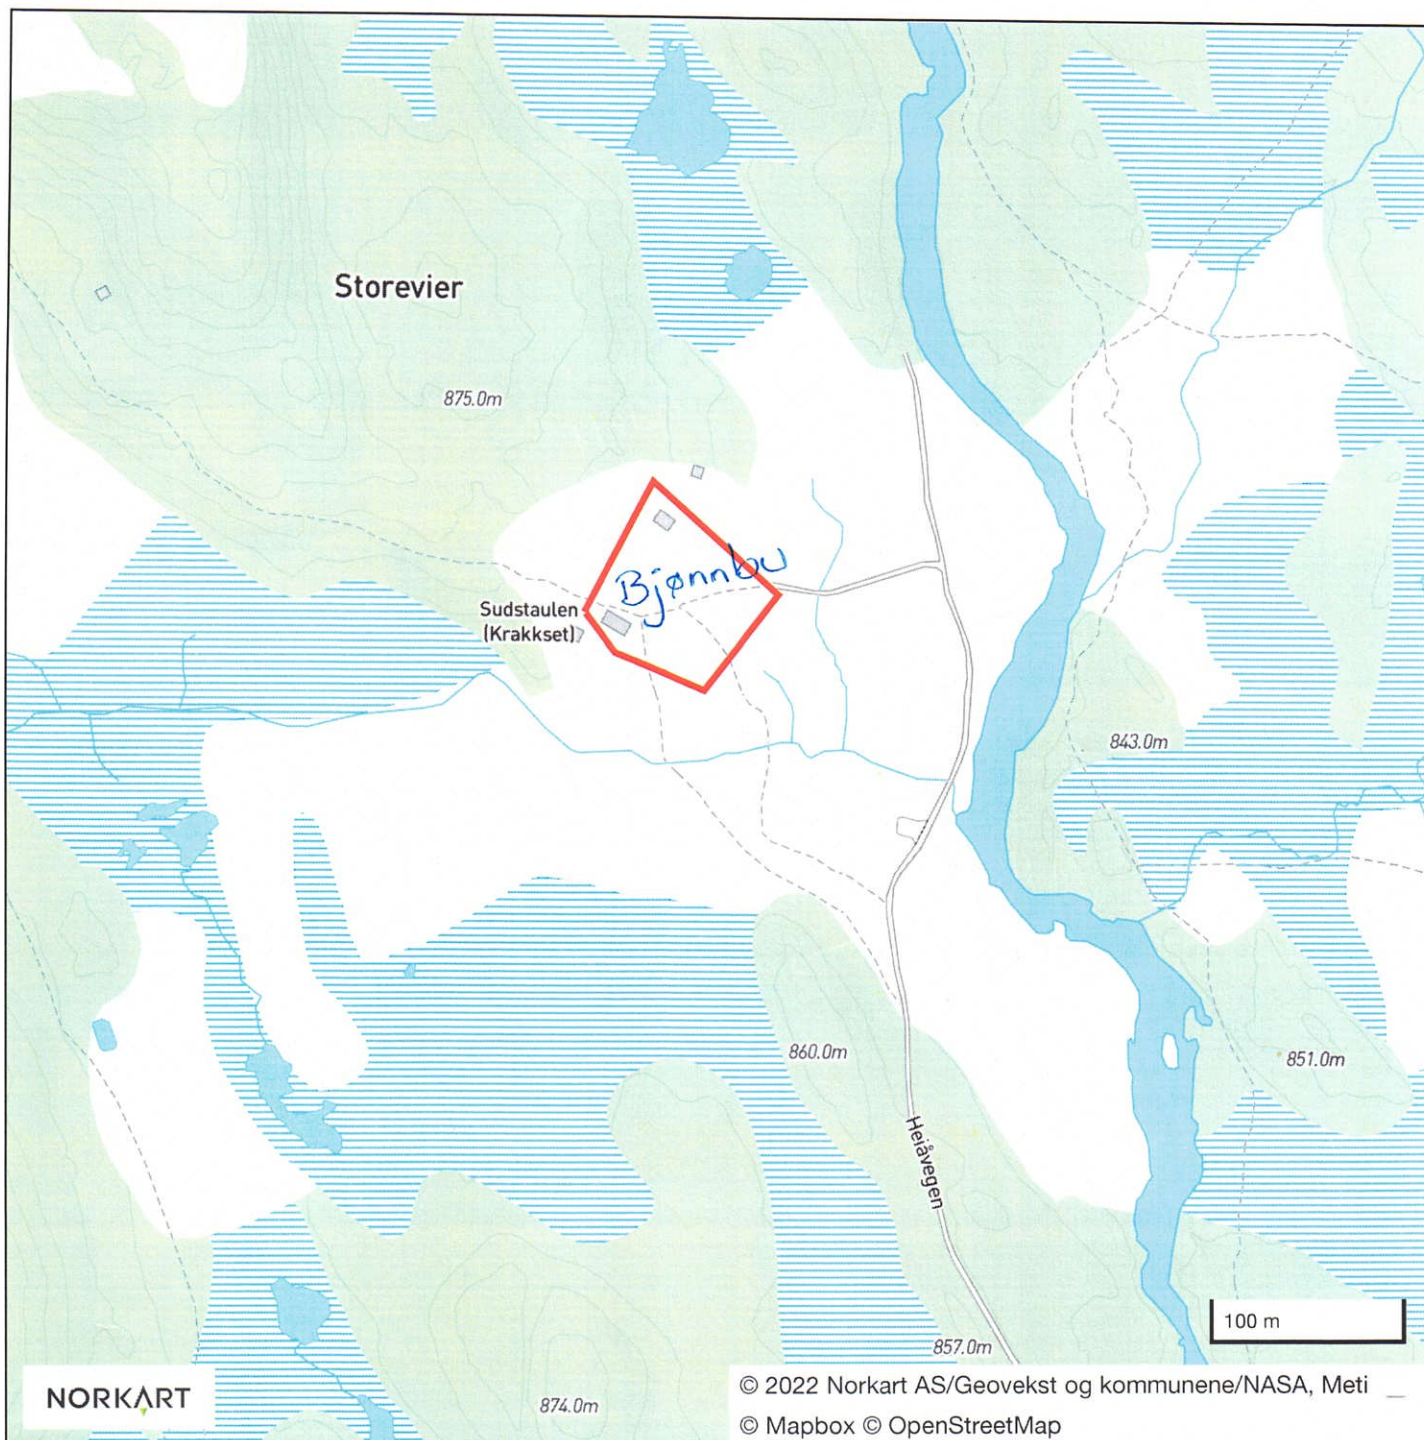 Storevier
875.0m
Bjønnbu
Sudstaulen
(Krakkset)
843.0m
860.0m
851.0m
Heiåvegen
100 m
857.0m
874.0m
NORKART
© 2022 Norkart AS/Geovekst og kommunene/NASA, Meti
© Mapbox © OpenStreetMap